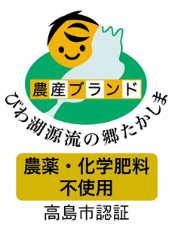 農産ブランド
びわ湖源流の郷たかしま
農薬・化学肥料
不使用
高島市認証